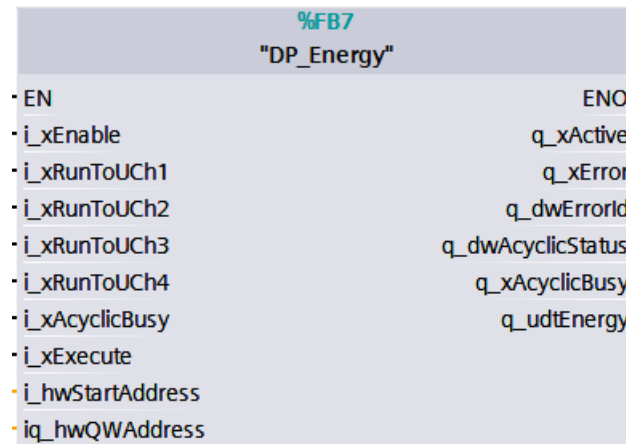 %FB7
"DP_Energy"
EN ENO
i_xEnable q_xActive
i_xRunToUCh1 q_xError
i_xRunToUCh2 q_dwErrorId
i_xRunToUCh3 q_dwAcyclicStatus
i_xRunToUCh4 q_xAcyclicBusy
i_xAcyclicBusy q_udtEnergy
i_xExecute
i_hwStartAddress
iq_hwQWAddress